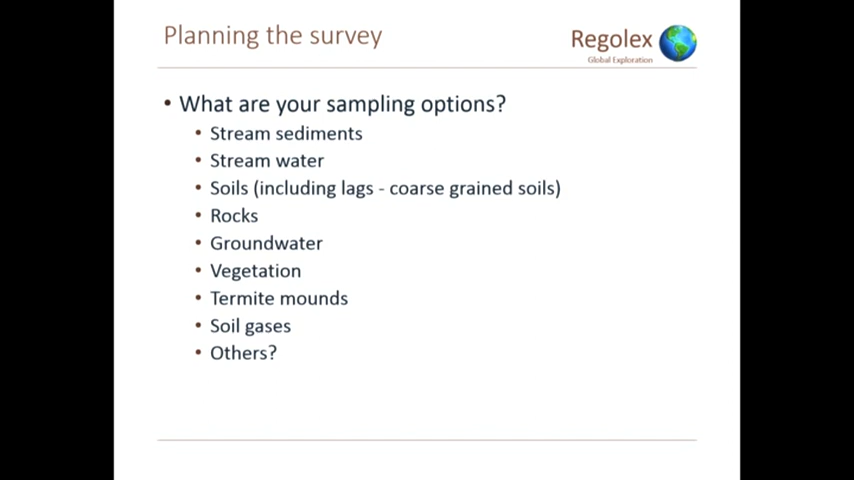 Planning the survey
Regolex
Global Exploration
• What are your sampling options?
• Stream sediments
• Stream water
• Soils (including lags - coarse grained soils)
• Rocks
• Groundwater
• Vegetation
• Termite mounds
• Soil gases
• Others?